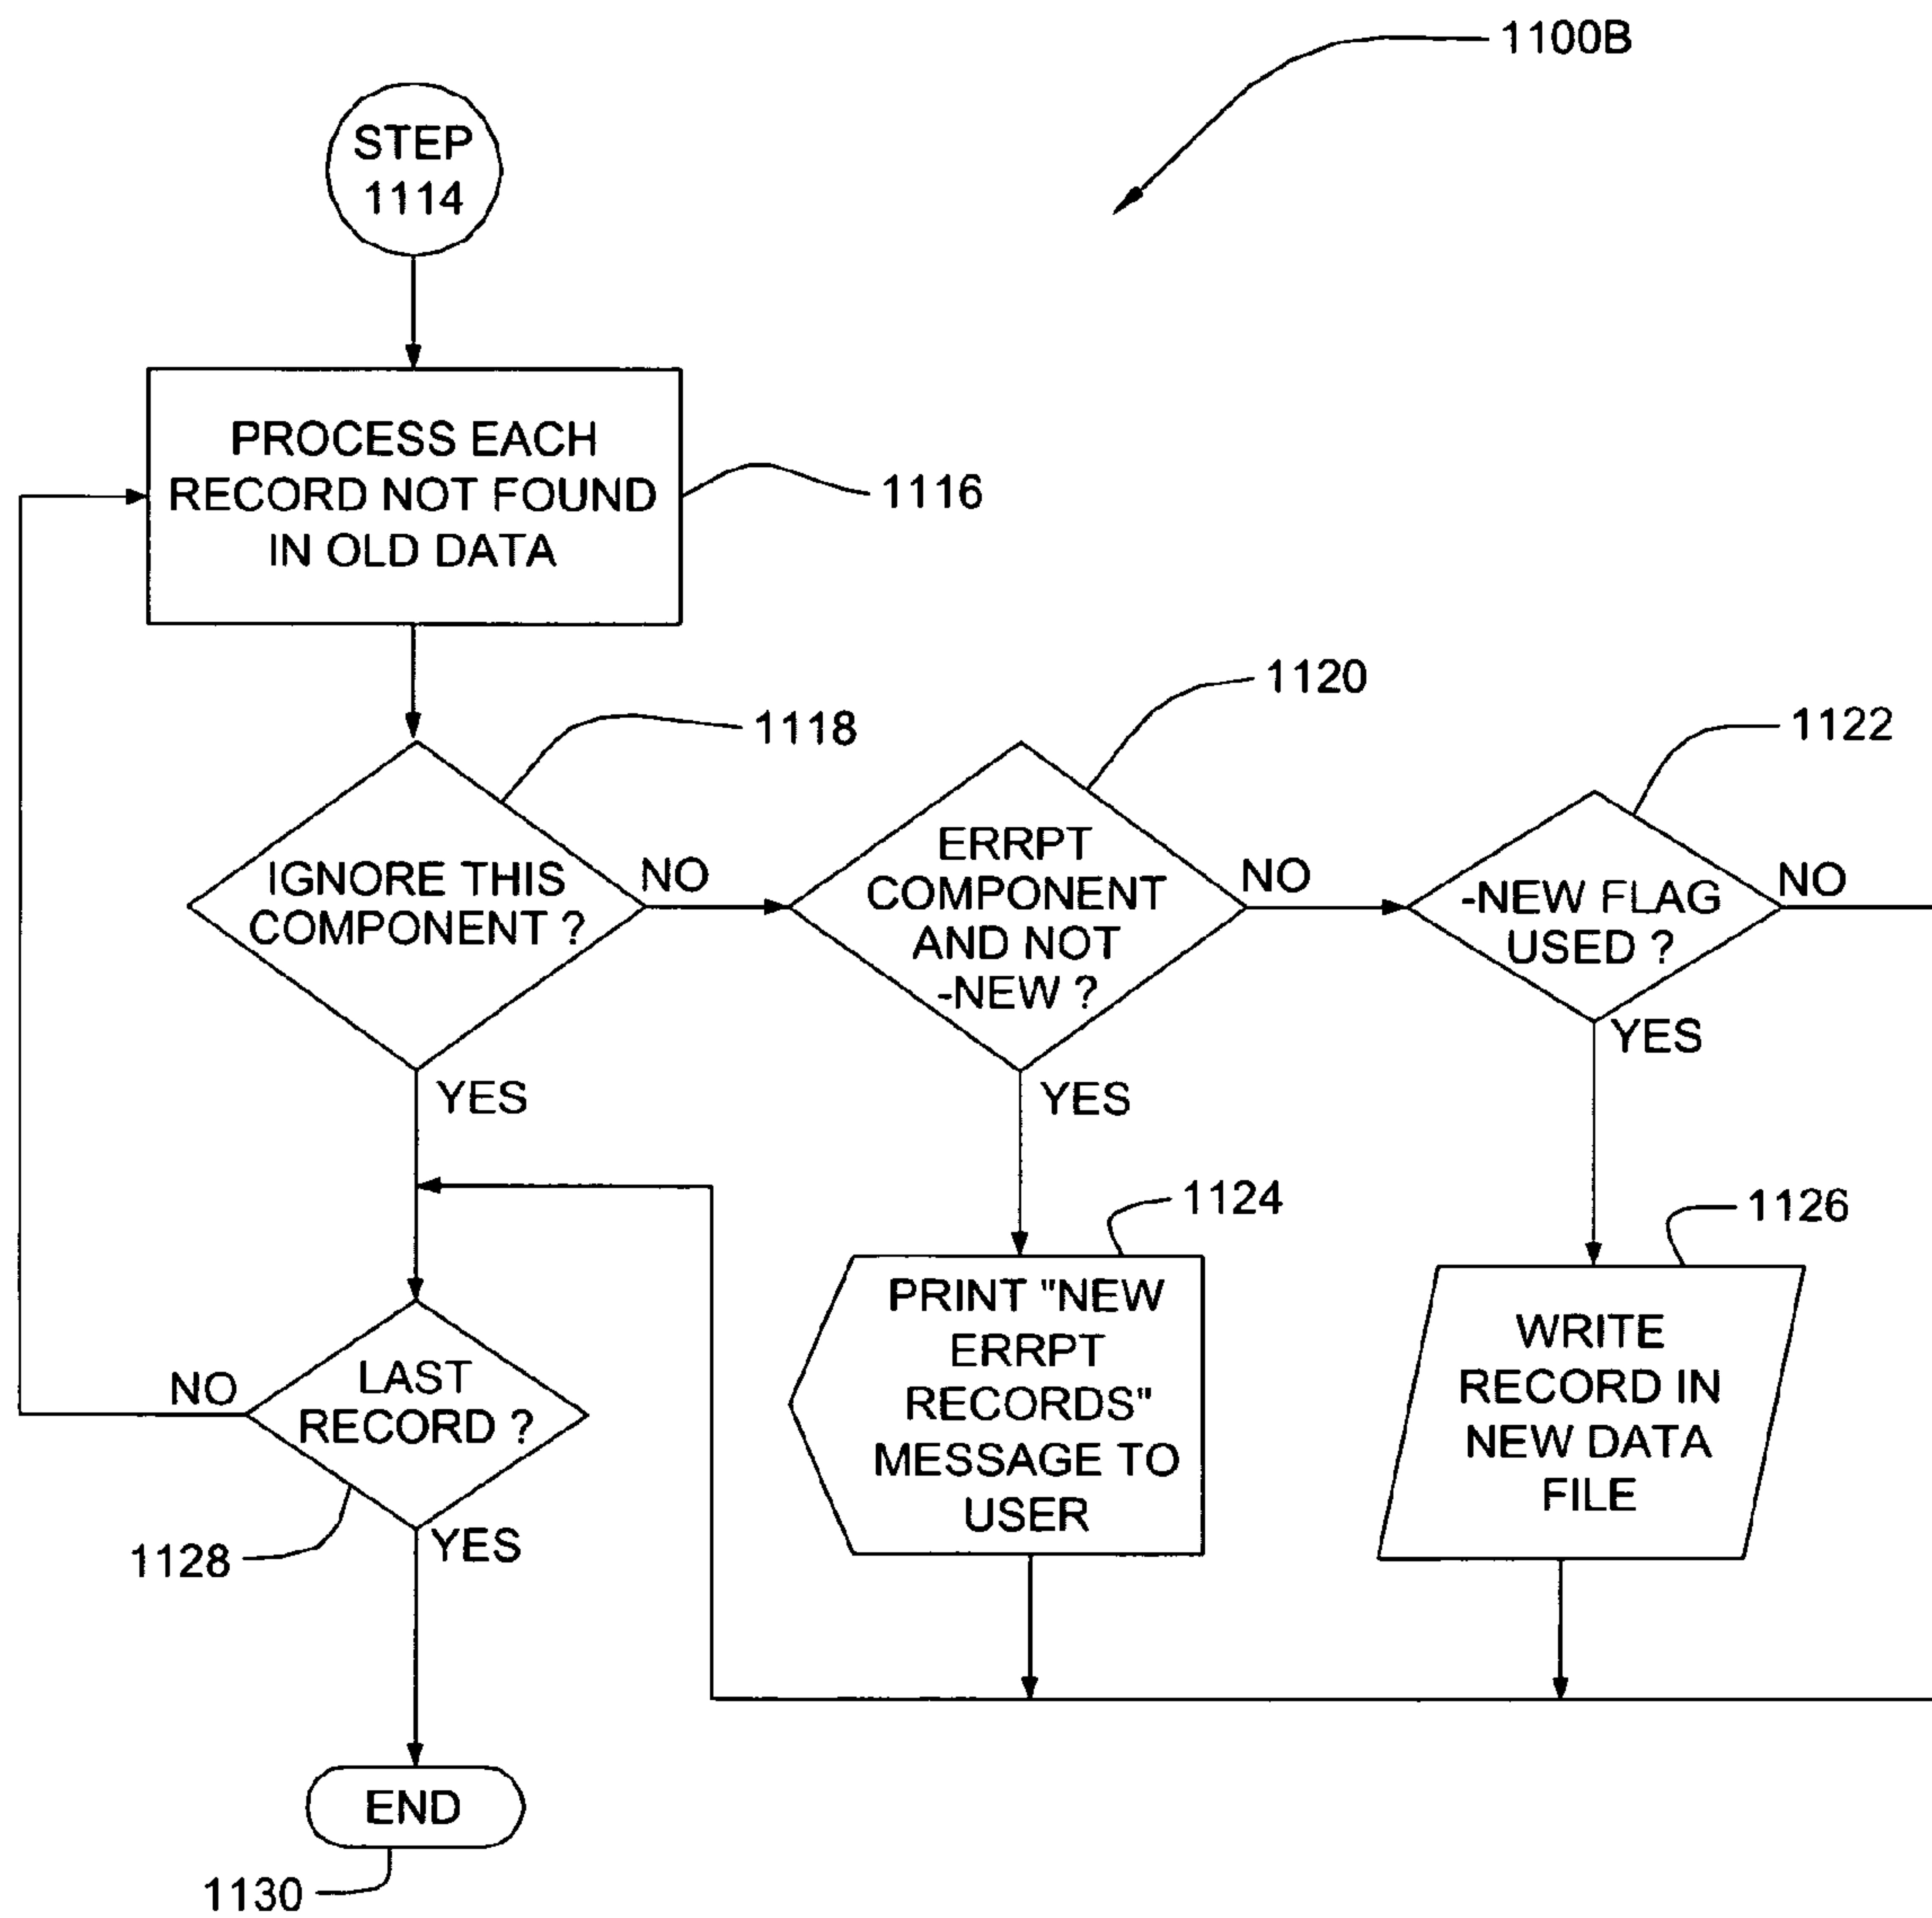 1100B
STEP
1114
PROCESS EACH
RECORD NOT FOUND
IN OLD DATA
1116
1118
1120
1122
IGNORE THIS
COMPONENT ?
NO
YES
ERRPT
COMPONENT
AND NOT
-NEW ?
NO
YES
-NEW FLAG
USED ?
NO
YES
1124
PRINT "NEW
ERRPT
RECORDS"
MESSAGE TO
USER
1126
WRITE
RECORD IN
NEW DATA
FILE
LAST
RECORD ?
NO
YES
1128
END
1130